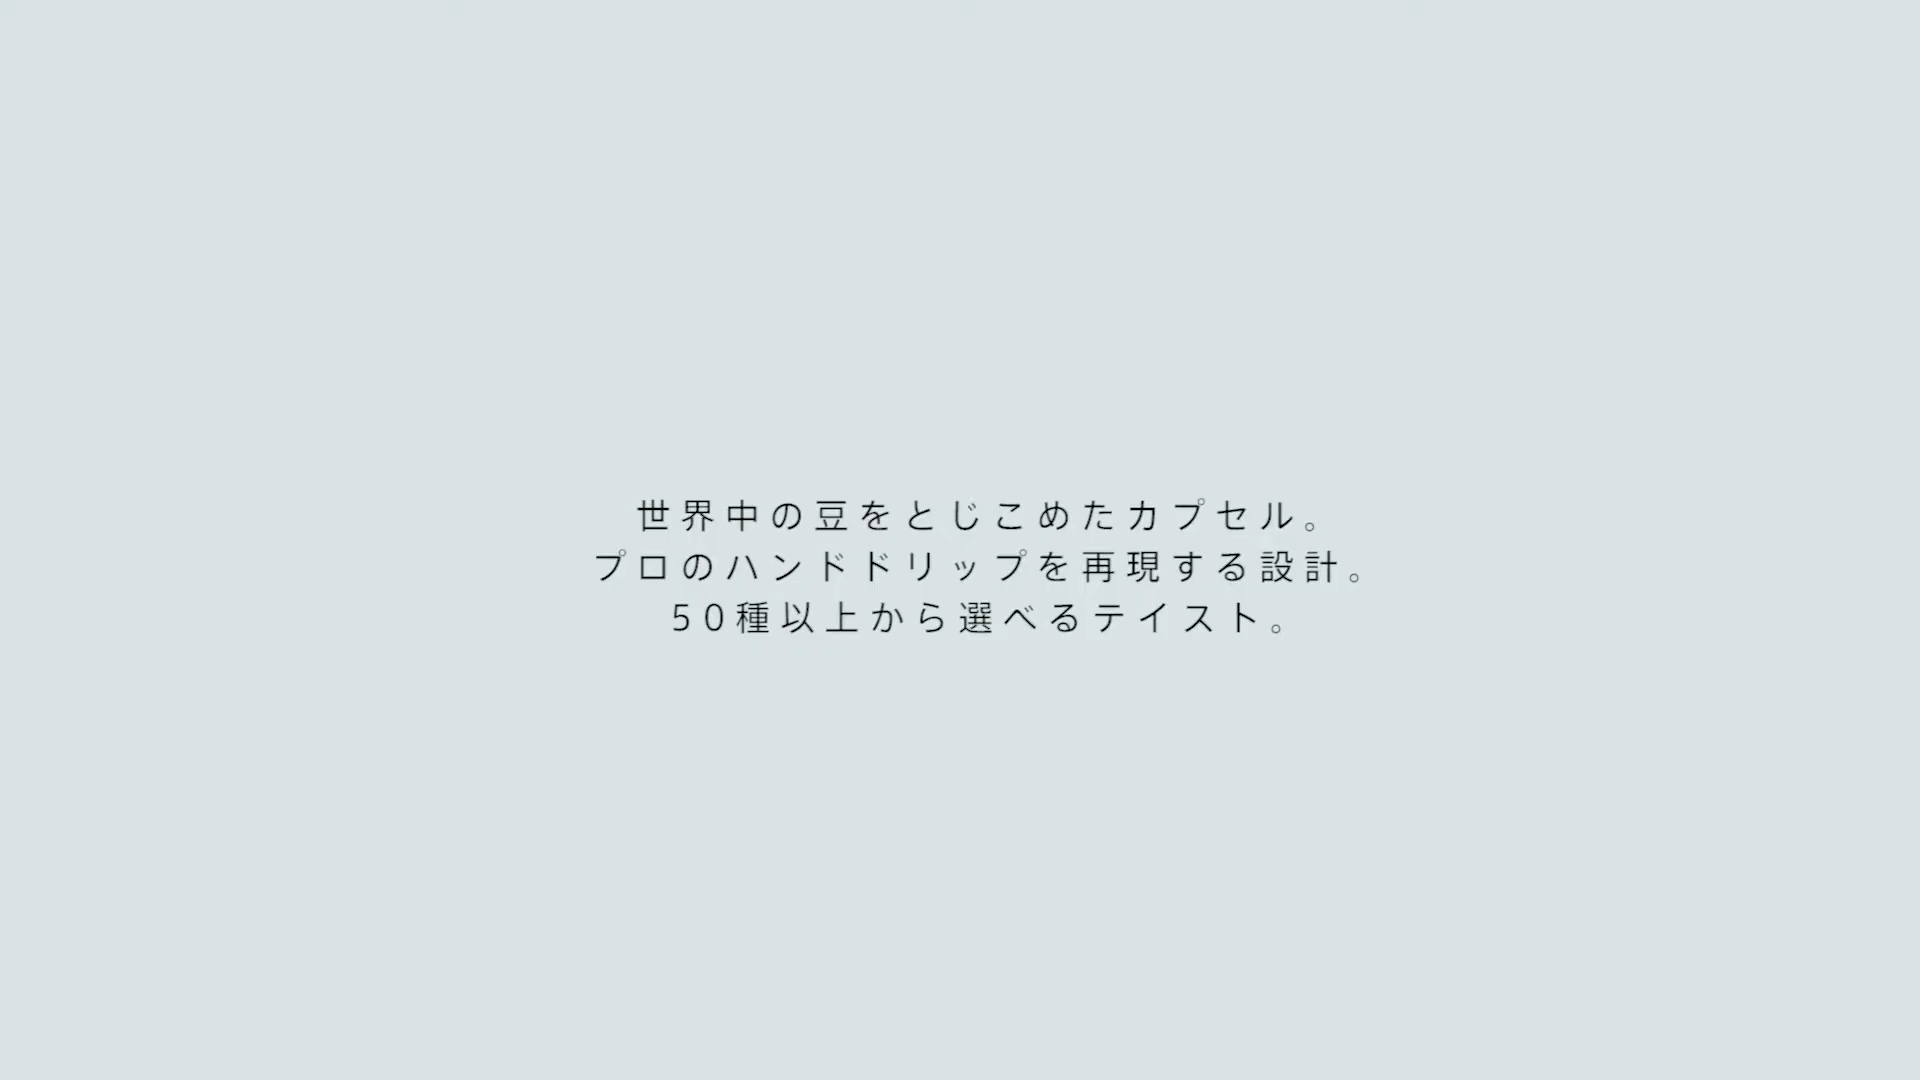 世界中の豆をとじこめたカプセル。
プロのハンドドリップを再現する設計。
50種以上から選べるテイスト。